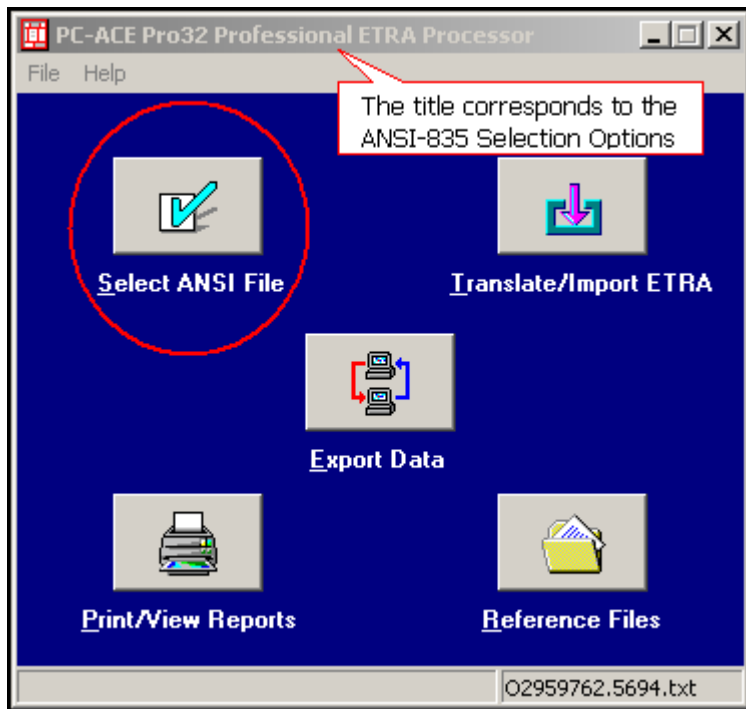 PC-ACE Pro32 Professional ETRA Processor
File Help
The title corresponds to the
ANSI-835 Selection Options
Select ANSI File
Translate/Import ETRA
Export Data
Print/View Reports
Reference Files
O2959762.5694.txt